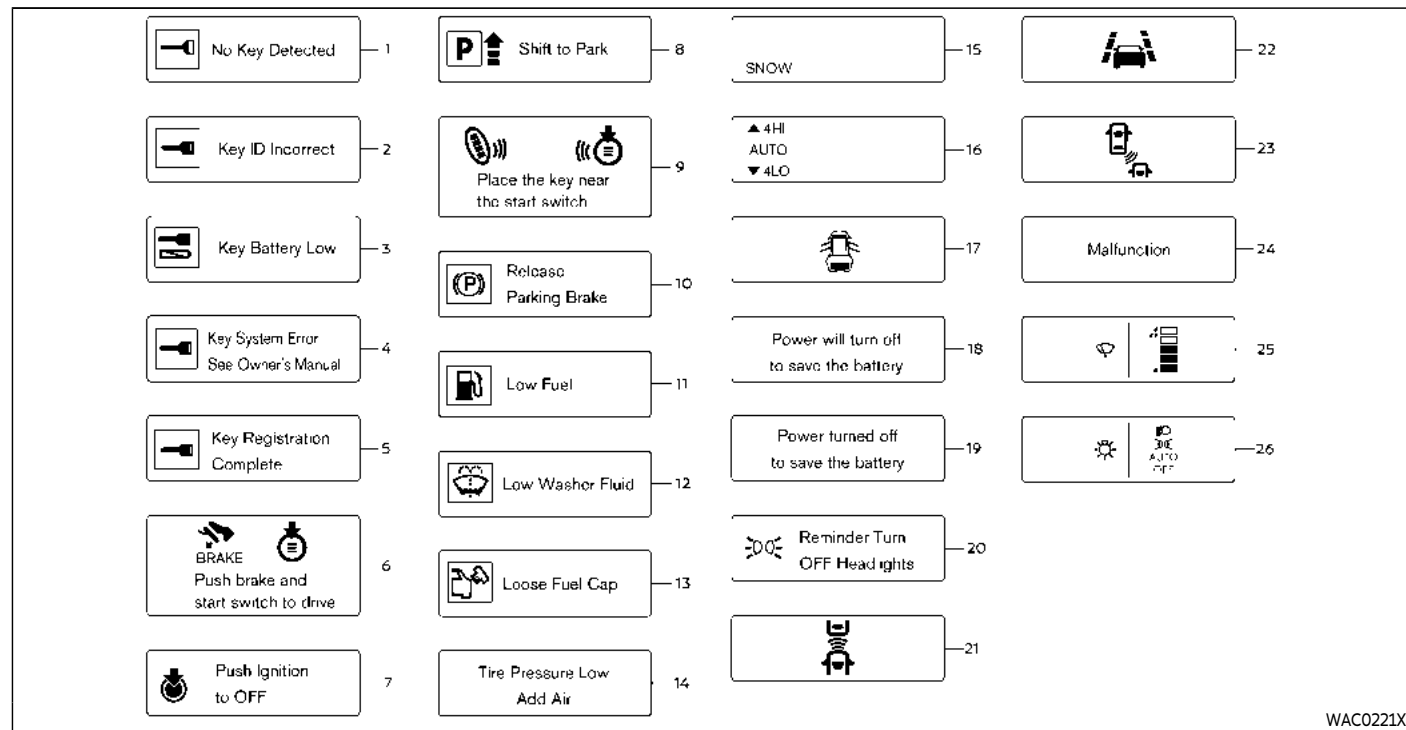 No Key Detected
1
Key ID Incorrect
2
Key Battery Low
3
Key System Error
See Owner's Manual
4
Key Registration
Complete
5
BRAKE
Push brake and
start switch to drive
6
Push Ignition
to OFF
7
P
Shift to Park
8
Place the key near
the start switch
9
(P)
Release
Parking Brake
10
Low Fuel
11
Low Washer Fluid
12
Loose Fuel Cap
13
Tire Pressure Low
Add Air
14
SNOW
15
▲ 4HI
AUTO
▼ 4LO
16
17
Power will turn off
to save the battery
18
Power turned off
to save the battery
19
Reminder Turn
OFF Headlights
20
21
22
23
Malfunction
24
25
AUTO
OFF
26
WAC0221X